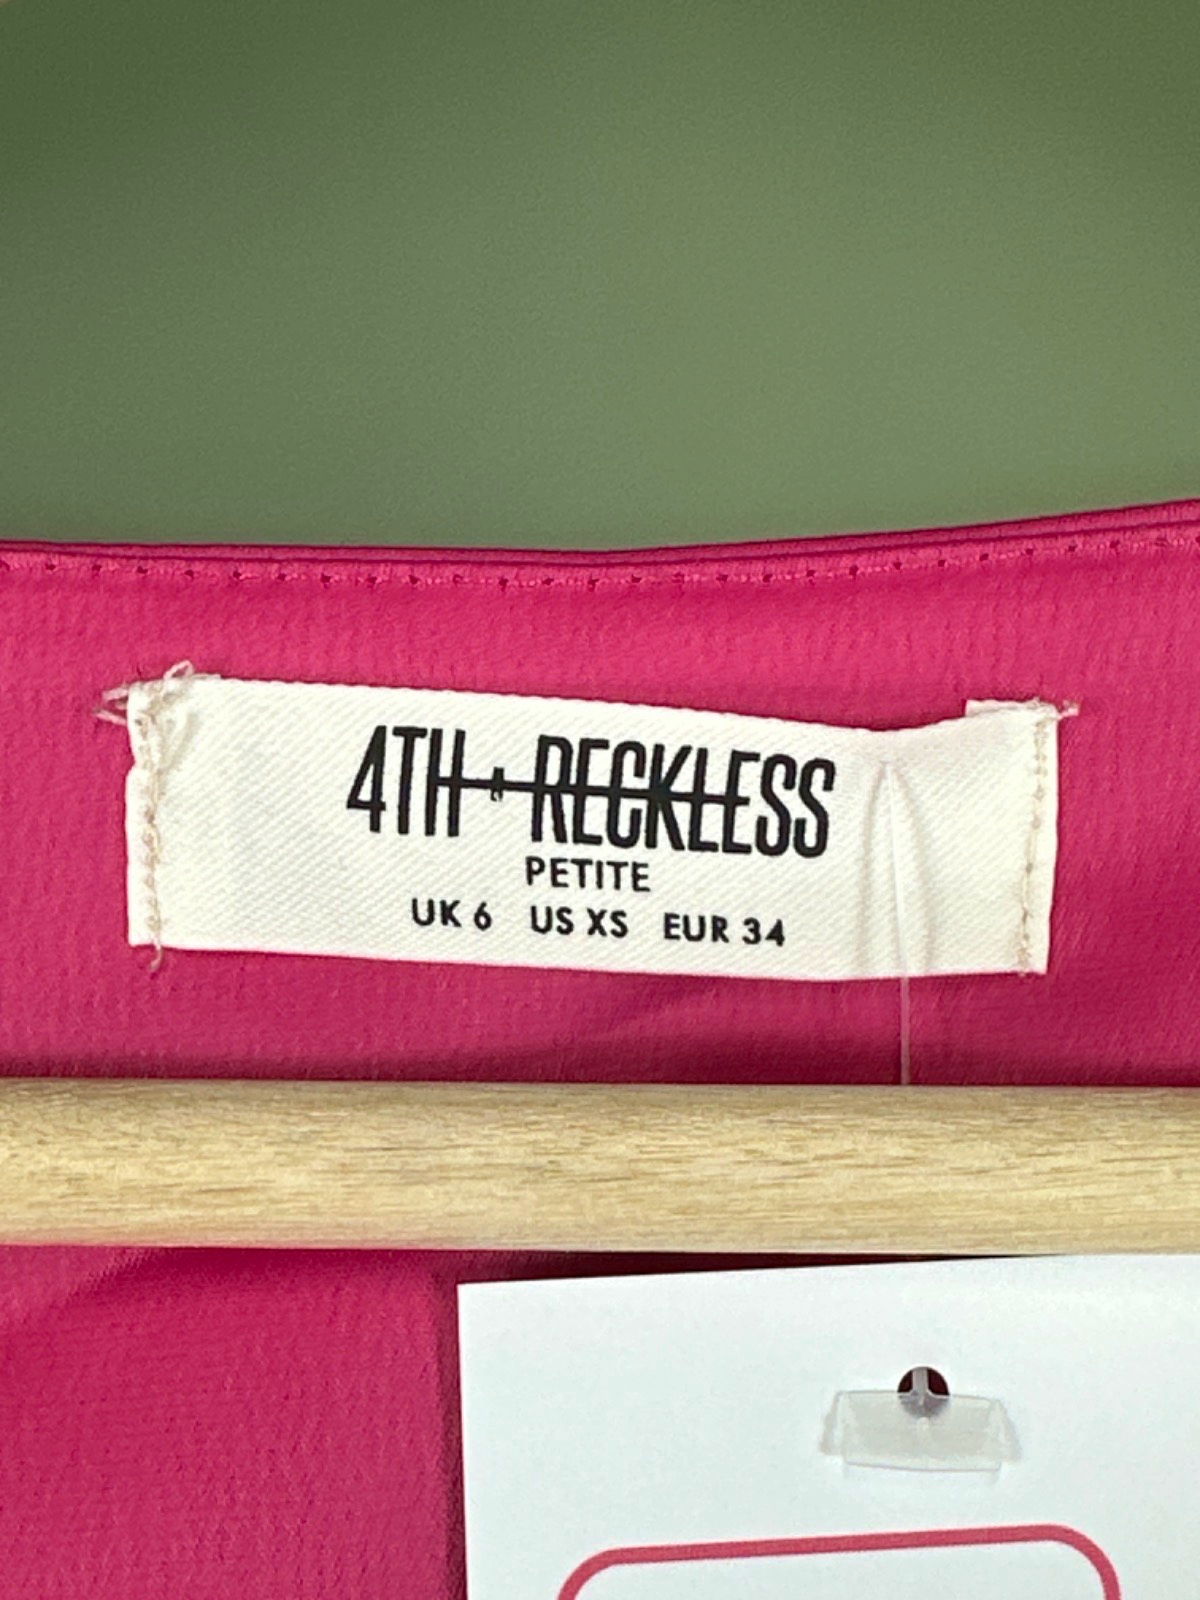 4TH & RECKLESS
PETITE
UK 6 US XS EUR 34